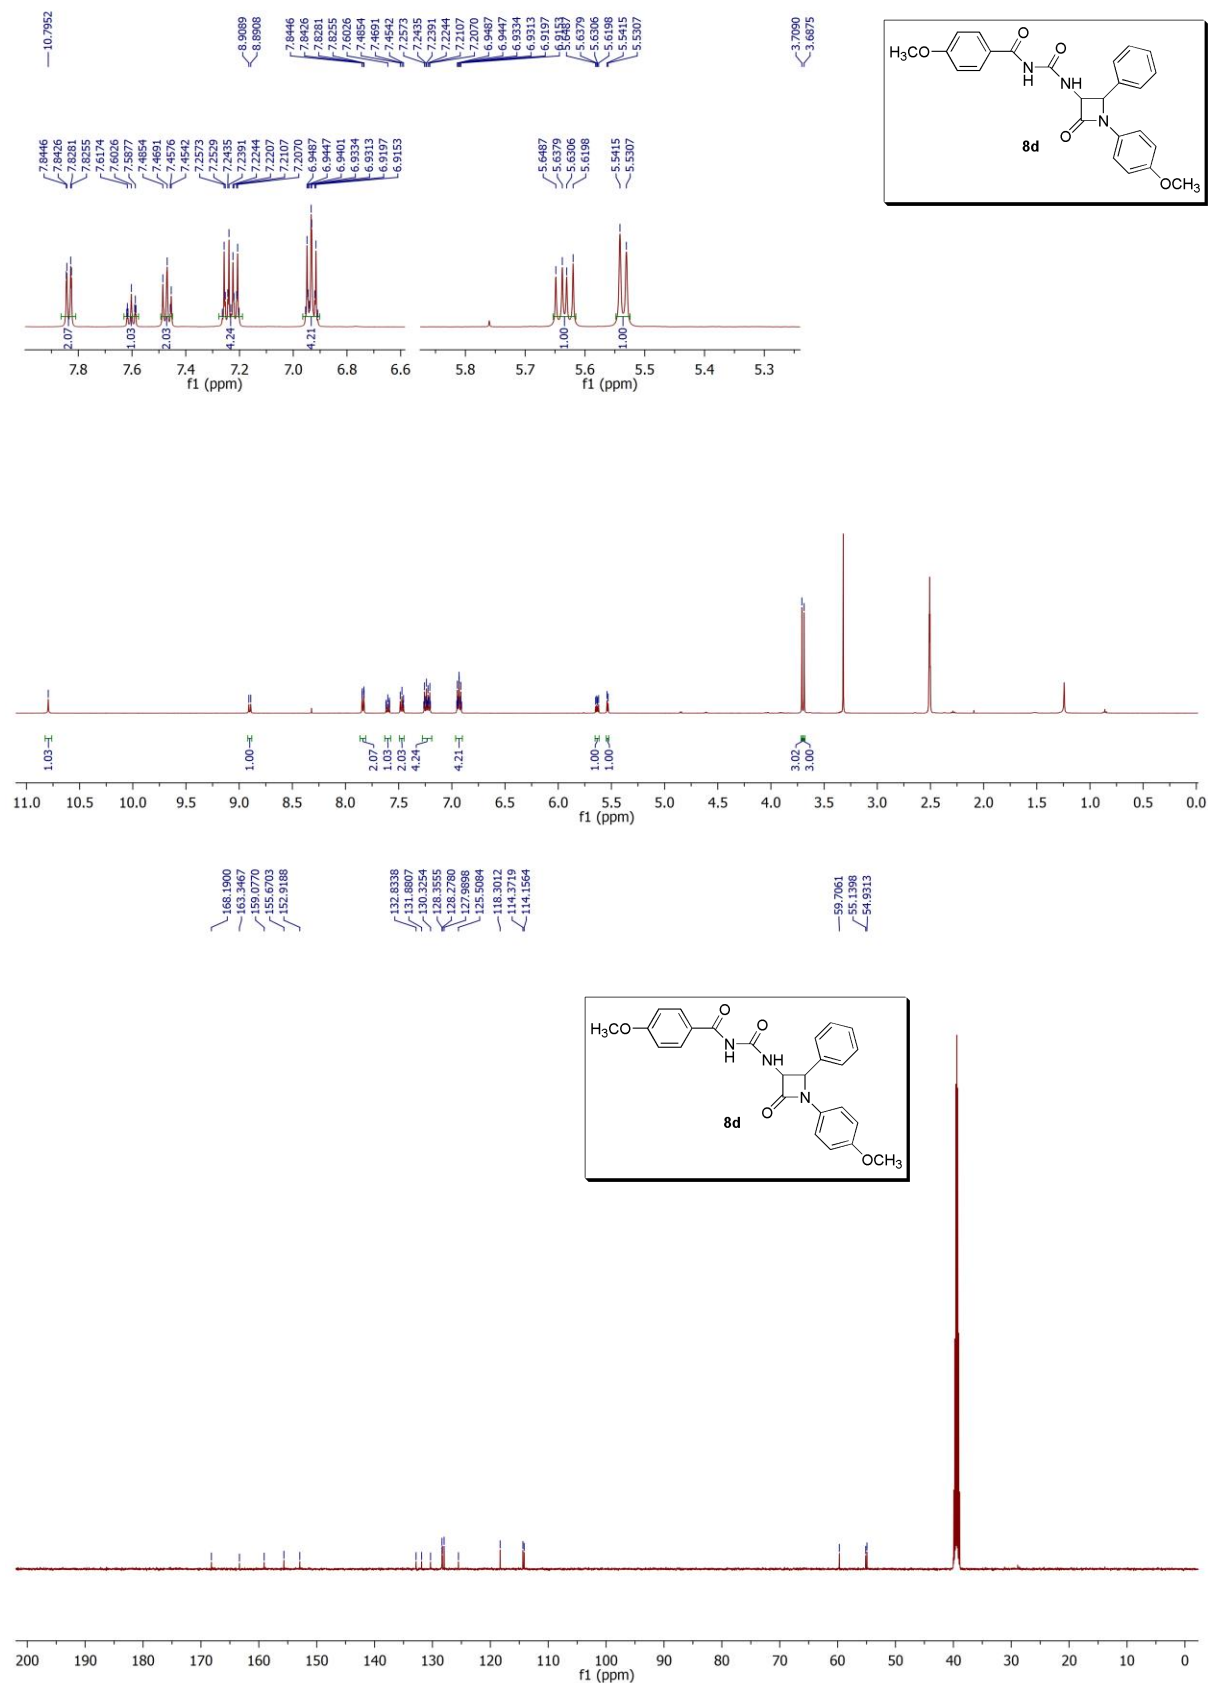 10.7952
8.9089
8.8908
7.8446
7.8426
7.8281
7.8255
7.6026
7.4854
7.4691
7.4542
7.2573
7.2435
7.2391
7.2244
7.2107
7.2070
6.9487
6.9447
6.9334
6.9313
6.9197
6.9153
5.6487
5.6379
5.6306
5.6198
5.5415
5.5307
3.7090
3.6875
H₃CO
O
N
H
O
NH
O
N
OCH₃
8d
7.8446
7.8426
7.8281
7.8255
7.6174
7.6026
7.5877
7.4854
7.4691
7.4576
7.4542
7.2573
7.2529
7.2435
7.2391
7.2244
7.2207
7.2107
7.2070
6.9487
6.9447
6.9401
6.9334
6.9313
6.9197
6.9153
5.6487
5.6379
5.6306
5.6198
5.5415
5.5307
2.07 1.03 2.03 4.24 4.21 1.00 1.00
7.8 7.6 7.4 7.2 7.0 6.8 6.6 5.8 5.7 5.6 5.5 5.4 5.3
f1 (ppm) f1 (ppm)
1.03 1.00 2.07 1.03 2.03 4.24 4.21 1.00 1.00 3.02 3.00
11.0 10.0 9.5 9.0 8.5 8.0 7.5 7.0 6.5 6.0 5.5 5.0 4.5 4.0 3.5 3.0 2.5 2.0 1.5 1.0 0.5 0.0
f1 (ppm)
168.1900
163.3467
159.0770
155.6703
152.9188
132.8338
131.8807
130.3254
128.3555
128.2780
127.9898
125.5084
118.3012
114.3719
114.1564
59.7061
55.1398
54.9313
H₃CO
O
N
H
O
NH
O
N
OCH₃
8d
200 190 180 170 160 150 140 130 120 110 100 90 80 70 60 50 40 30 20 10 0
f1 (ppm)